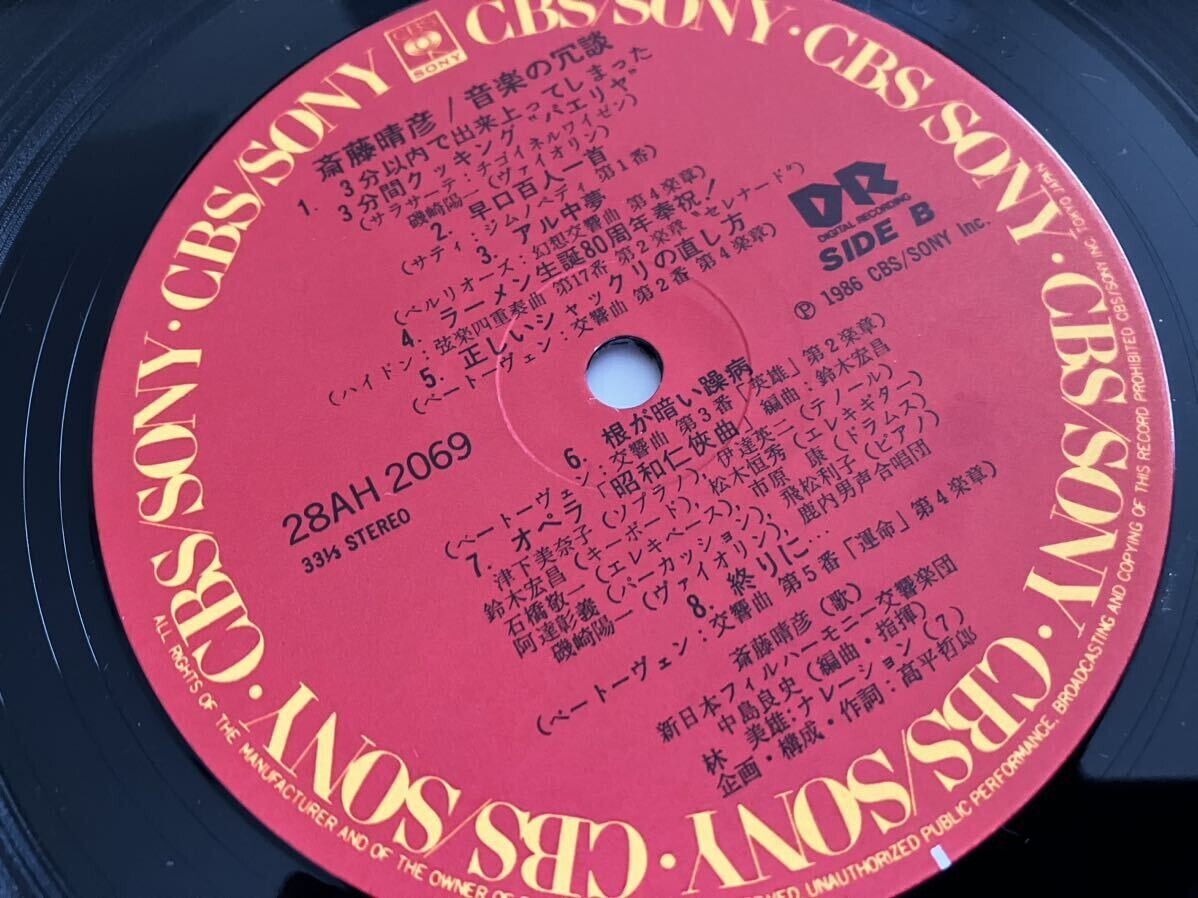 CBS
SONY
CBS/SONY · CBS/SONY · CBS/SONY · CBS/SONY · CBS/SONY · CBS/SONY · CBS/SONY · CBS/SONY
斎藤晴彦/音楽の冗談
1. 3分以内で出来上ってしまった
3分間クッキング“パエリヤ”
(サラサーテ:チゴイネルワイゼン)
磯崎陽一(ヴァイオリン)
2. 早口百人一首
(サティ:ジムノペディ 第1番)
3. アル中夢
(ベルリオーズ:幻想交響曲 第4楽章)
4. ラーメン生誕80周年奉祝!
(ハイドン:弦楽四重奏曲 第17番 第2楽章“セレナード”)
5. 正しいシャックリの直し方
(ベートーヴェン:交響曲 第2番 第4楽章)
DR
DIGITAL RECORDING
SIDE B
℗ 1986 CBS/SONY Inc.
28AH 2069
33⅓ STEREO
6. 根が暗い躁病
(ベートーヴェン:交響曲 第3番「英雄」第2楽章)
7. オペラ「昭和仁俠曲」 編曲:鈴木宏昌
津下美奈子(ソプラノ), 伊達英二(テノール)
鈴木宏昌(キーボード), 松木恒秀(エレキギター)
石橋敬一(エレキベース), 市原 康(ドラムス)
阿達彰義(パーカッション), 飛松利子(ピアノ)
磯崎陽一(ヴァイオリン), 鹿内男声合唱団
8. 終りに…
(ベートーヴェン:交響曲 第5番「運命」第4楽章)
斎藤晴彦(歌)
新日本フィルハーモニー交響楽団
中島良史(編曲・指揮)
林 美雄:ナレーション(7)
企画・構成・作詞:高平哲郎
ALL RIGHTS OF THE MANUFACTURER AND OF THE OWNER OF
UNAUTHORIZED PUBLIC PERFORMANCE, BROADCASTING AND COPYING OF THIS RECORD PROHIBITED CBS/SONY INC. TOKYO JAPAN